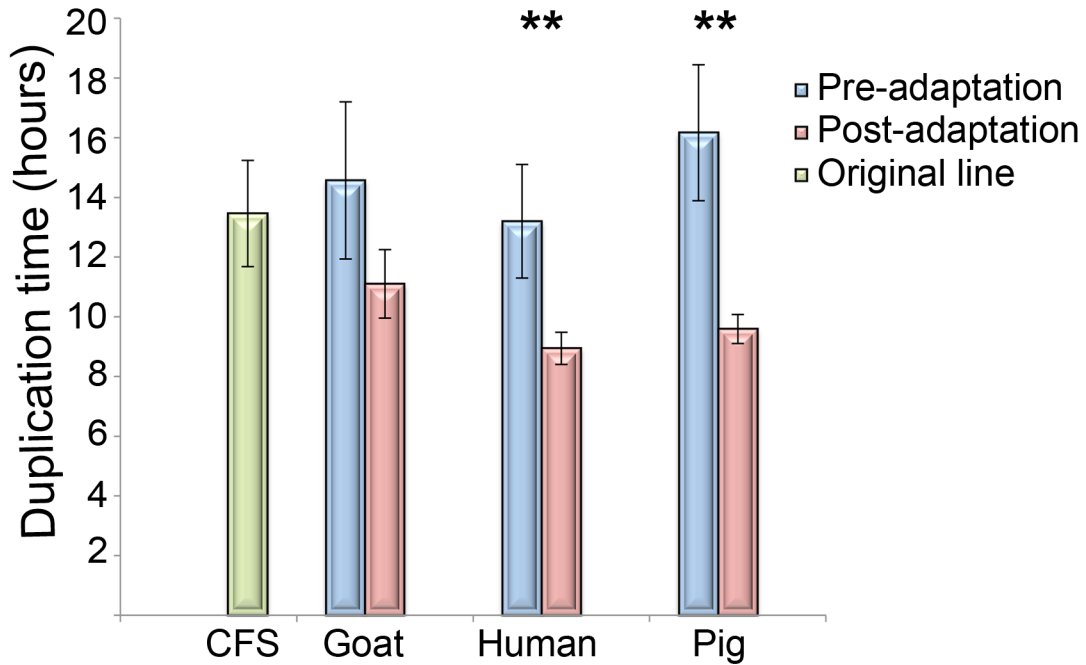 Duplication time (hours)
20
18
16
14
12
10
8
6
4
2
** **
Pre-adaptation
Post-adaptation
Original line
CFS Goat Human Pig